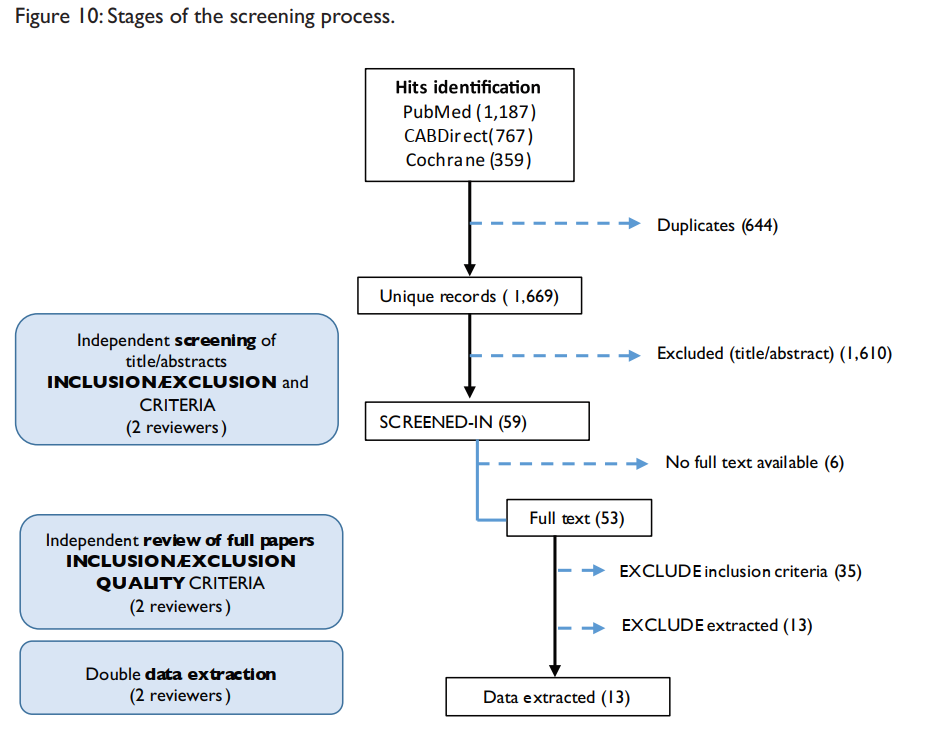 Figure 10: Stages of the screening process.
Hits identification
PubMed (1,187)
CABDirect(767)
Cochrane (359)
Duplicates (644)
Unique records ( 1,669)
Independent screening of
title/abstracts
INCLUSION/EXCLUSION and
CRITERIA
(2 reviewers )
Excluded (title/abstract) (1,610)
SCREENED-IN (59)
No full text available (6)
Full text (53)
Independent review of full papers
INCLUSION/EXCLUSION
QUALITY CRITERIA
(2 reviewers )
EXCLUDE inclusion criteria (35)
EXCLUDE extracted (13)
Double data extraction
(2 reviewers )
Data extracted (13)